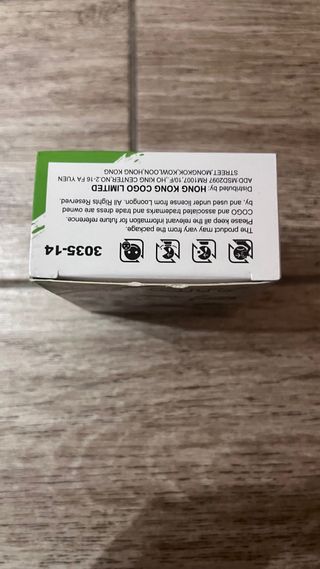 3035-14
The product may vary from the package.
Please keep all the relevant information for future reference.
COGO and associated trademarks and trade and dress are owned
by, and used under license from Loongon. All Rights Reserved.
Distributed by: HONG KONG COGO LIMITED
ADD:MSD2097 RM1007,10/F.,HO KING CENTER.NO.2-16 FA YUEN
STREET,MONGKOK,KOWLOON,HONG KONG